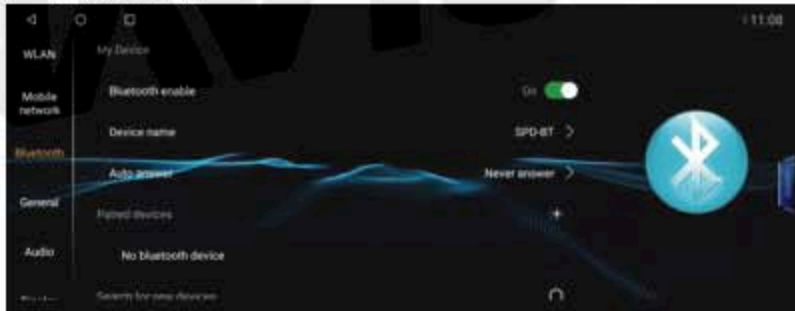 11:08
WLAN
My Device
Bluetooth enable
On
Mobile
network
Device name
SPD-BT
Bluetooth
Auto answer
Never answer
General
Paired devices
Audio
No bluetooth device
Search for new devices